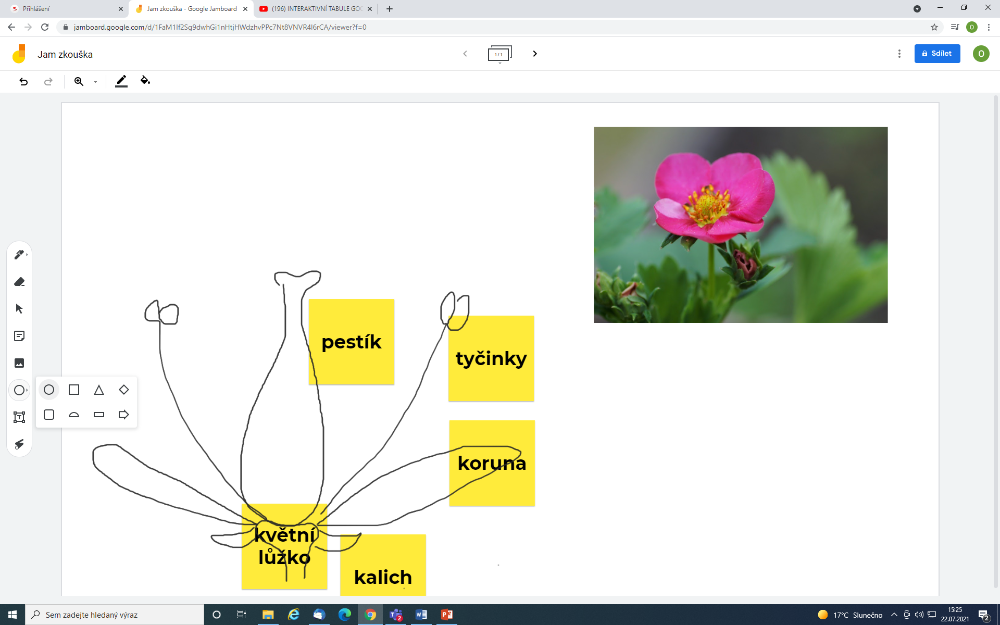 Přihlášení
Jam zkouška - Google Jamboard
(196) INTERAKTIVNÍ TABULE GOO
jamboard.google.com/d/1FaM1lf2Sg9dwhGi1nHtjHWdzhvPPc7Nt8VNVR4l6rCA/viewer?f=0
Jam zkouška
1 / 1
Sdílet
O
pestík
tyčinky
koruna
květní
lůžko
kalich
Sem zadejte hledaný výraz
17°C Slunečno
15:25
22.07.2021